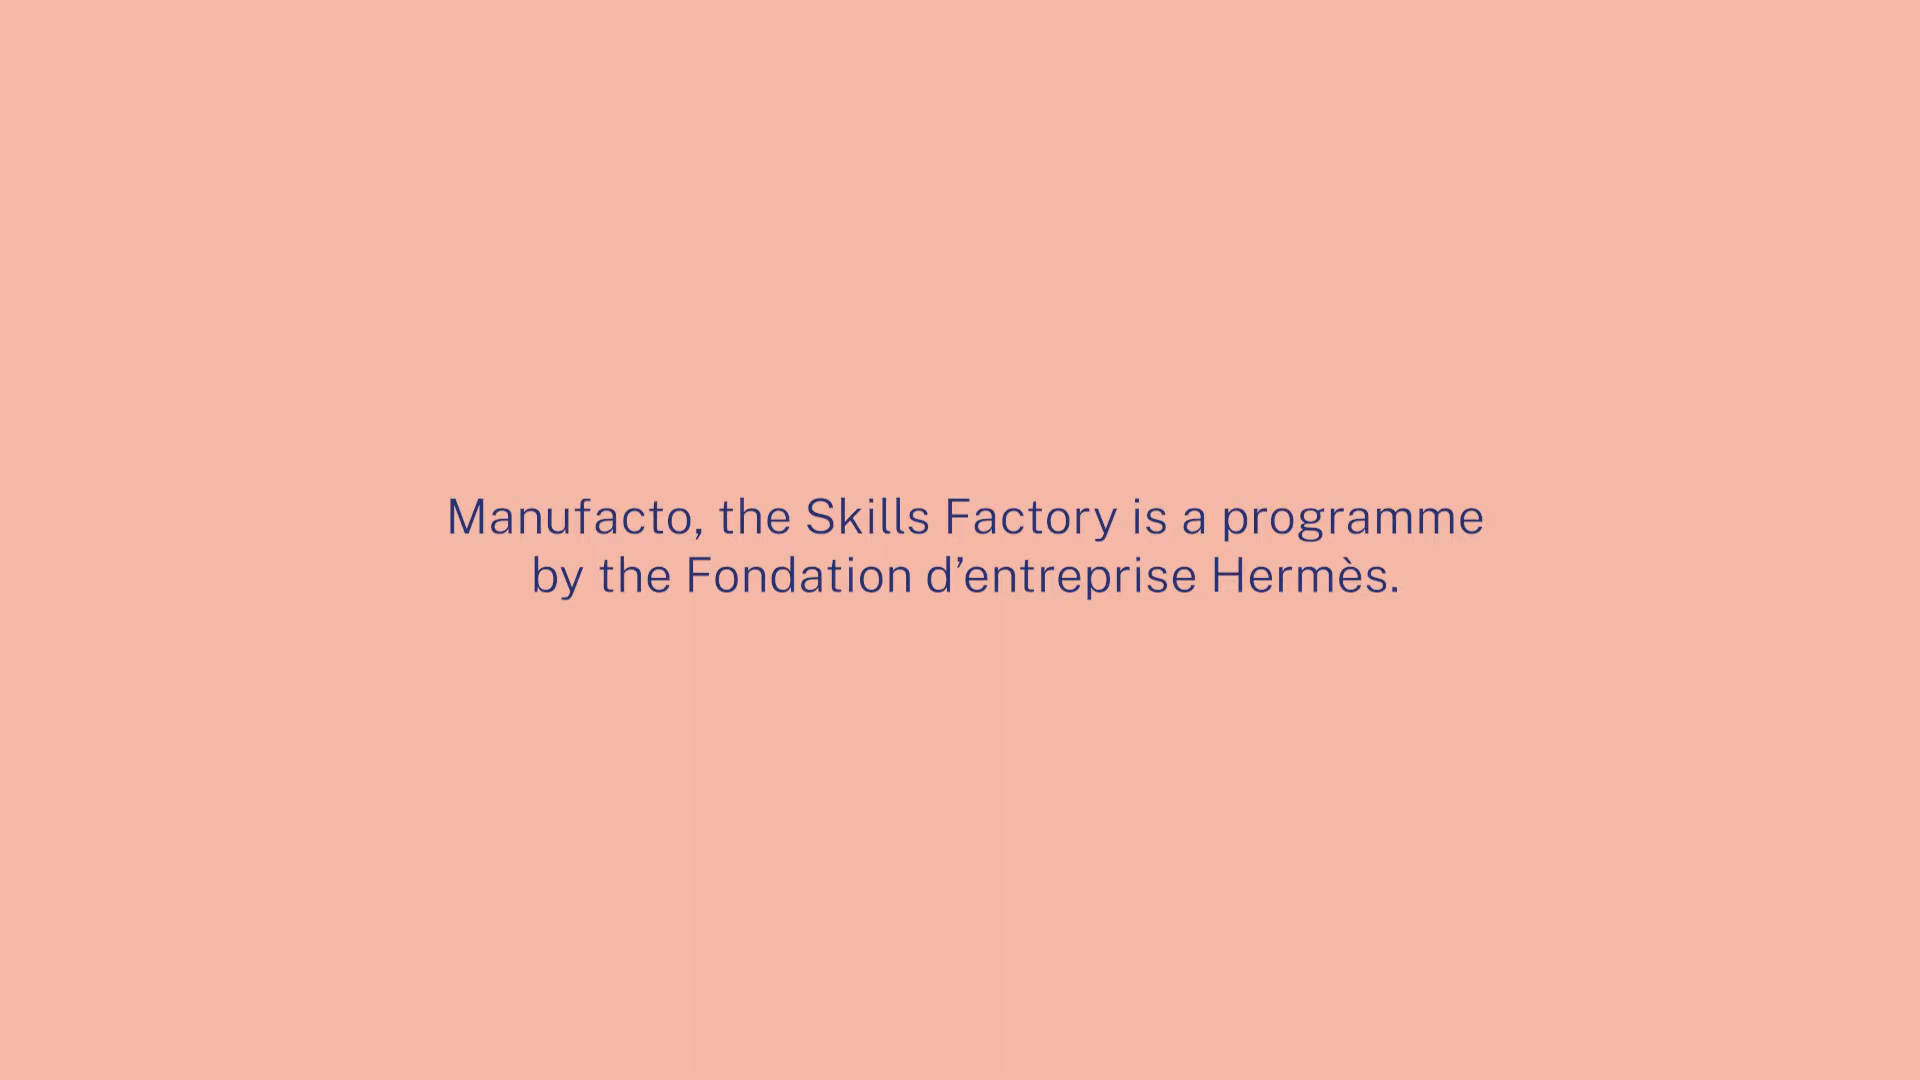 Manufacto, the Skills Factory is a programme
by the Fondation d’entreprise Hermès.